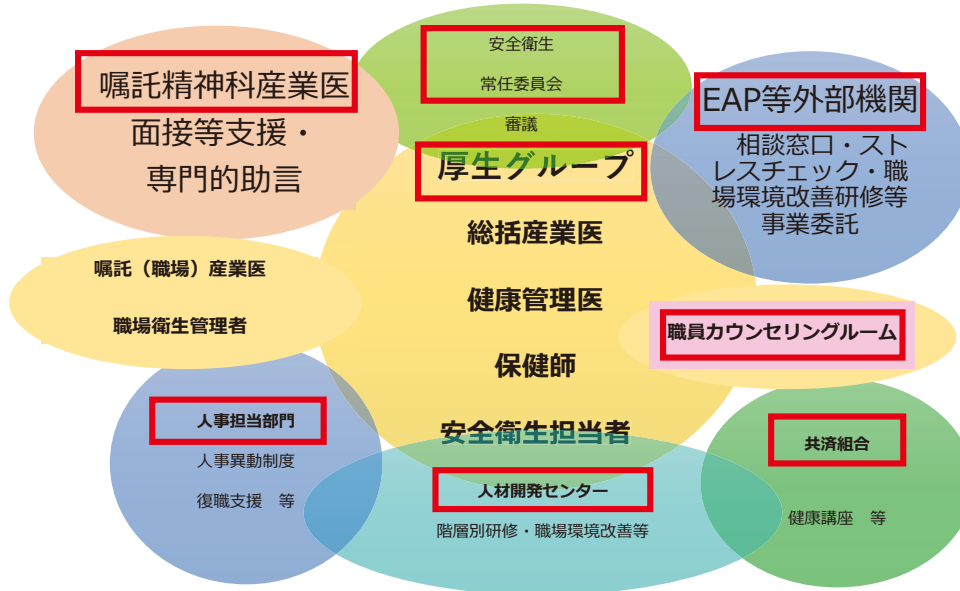 安全衛生
常任委員会
審議
嘱託精神科産業医
面接等支援・
専門的助言
EAP等外部機関
相談窓口・スト
レスチェック・職
場環境改善研修等
事業委託
厚生グループ
総括産業医
健康管理医
保健師
安全衛生担当者
嘱託（職場）産業医
職場衛生管理者
職員カウンセリングルーム
人事担当部門
人事異動制度
復職支援　等
人材開発センター
階層別研修・職場環境改善等
共済組合
健康講座　等